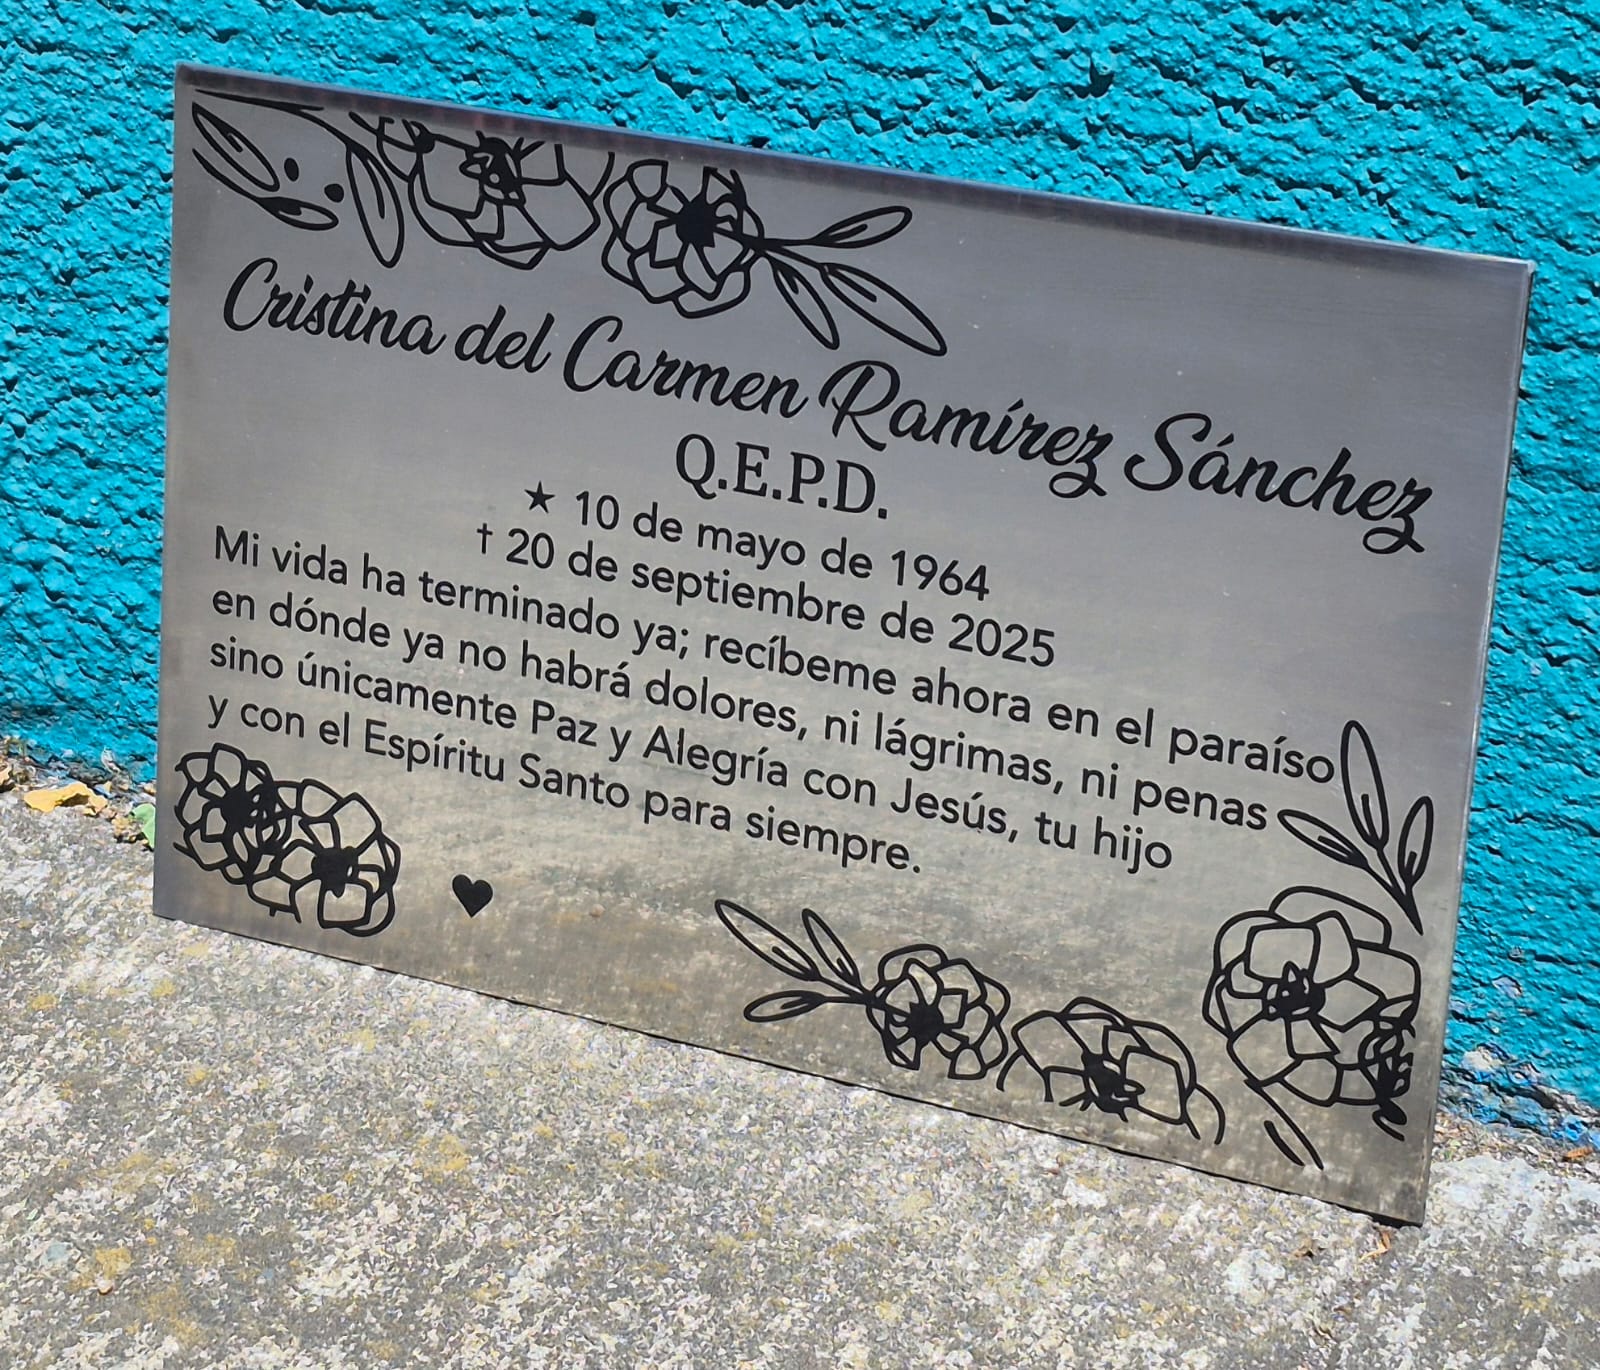 Cristina del Carmen Ramírez Sánchez
Q.E.P.D.
★ 10 de mayo de 1964
† 20 de septiembre de 2025
Mi vida ha terminado ya; recíbeme ahora en el paraíso
en dónde ya no habrá dolores, ni lágrimas, ni penas
sino únicamente Paz y Alegría con Jesús, tu hijo
y con el Espíritu Santo para siempre.